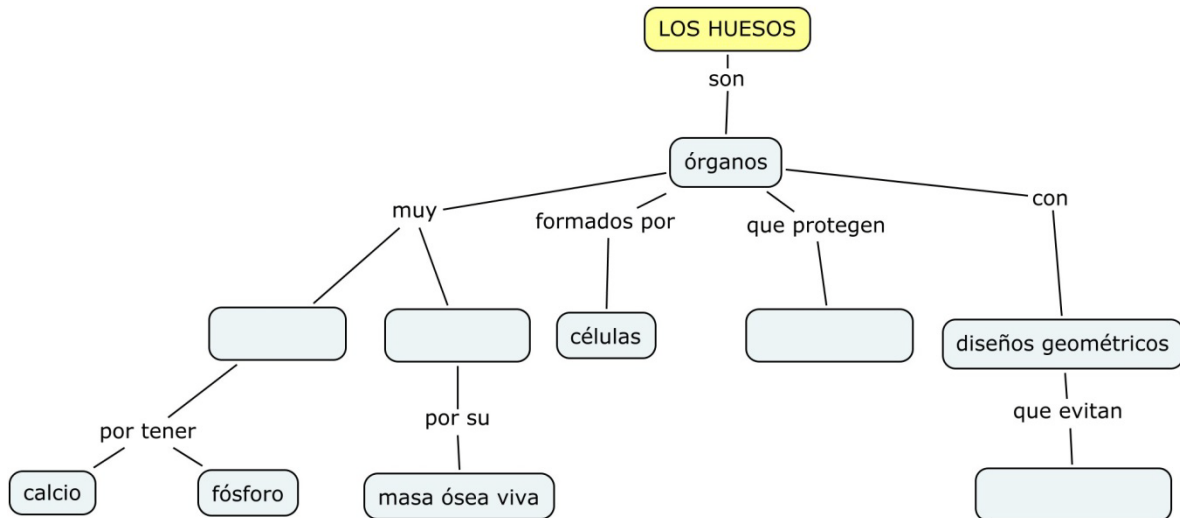 LOS HUESOS
son
órganos
muy
formados por
que protegen
con
células
diseños geométricos
por tener
por su
que evitan
calcio
fósforo
masa ósea viva